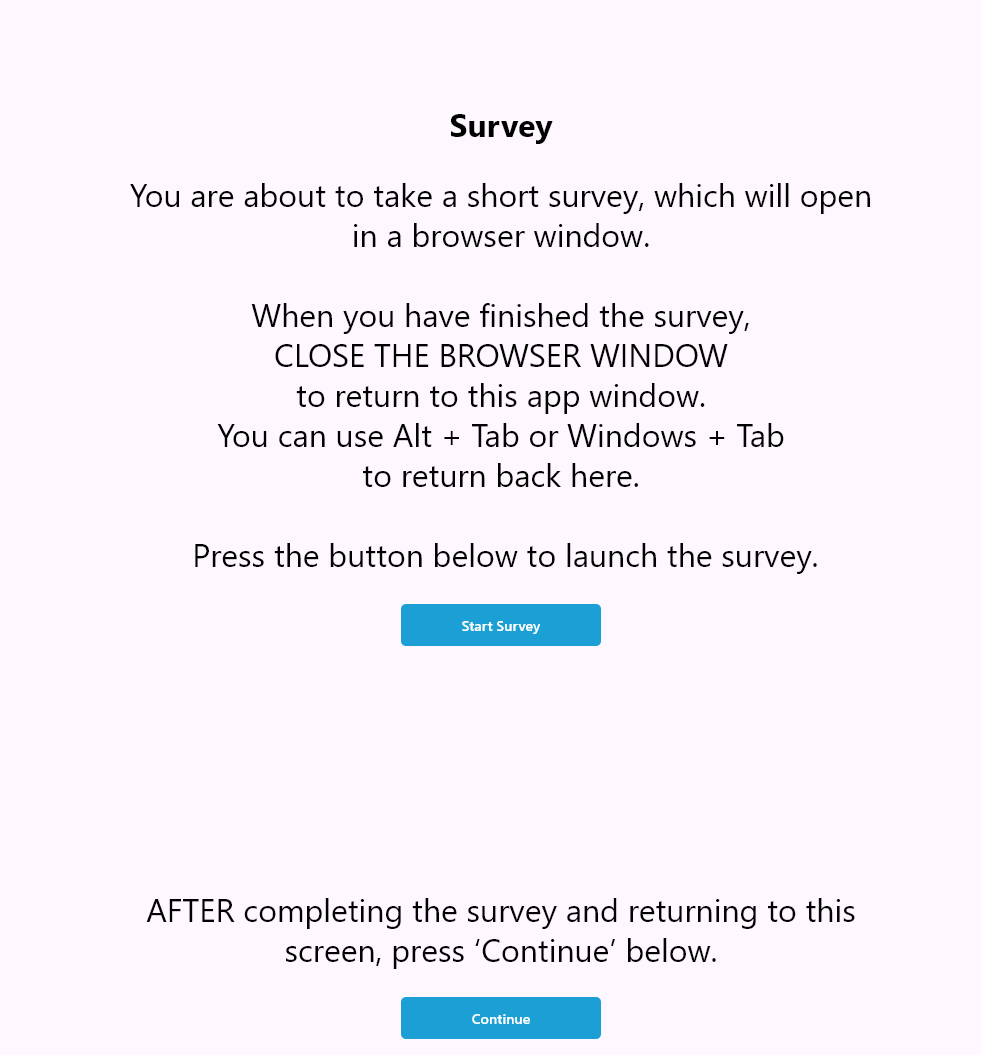 Survey
You are about to take a short survey, which will open
in a browser window.
When you have finished the survey,
CLOSE THE BROWSER WINDOW
to return to this app window.
You can use Alt + Tab or Windows + Tab
to return back here.
Press the button below to launch the survey.
Start Survey
AFTER completing the survey and returning to this
screen, press ‘Continue’ below.
Continue